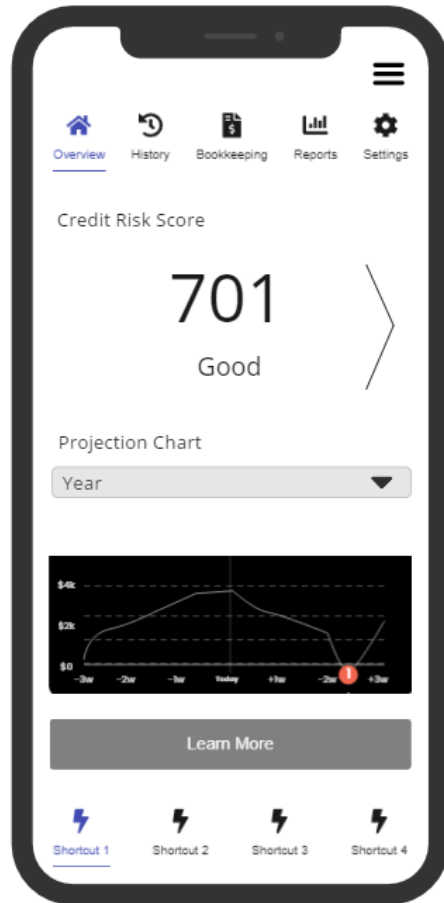 Overview History Bookkeeping Reports Settings
Credit Risk Score
701
Good
Projection Chart
Year
$4k
$2k
$0
-3w -2w -1w Today +1w -2w 1 +3w
Learn More
Shortcut 1 Shortcut 2 Shortcut 3 Shortcut 4